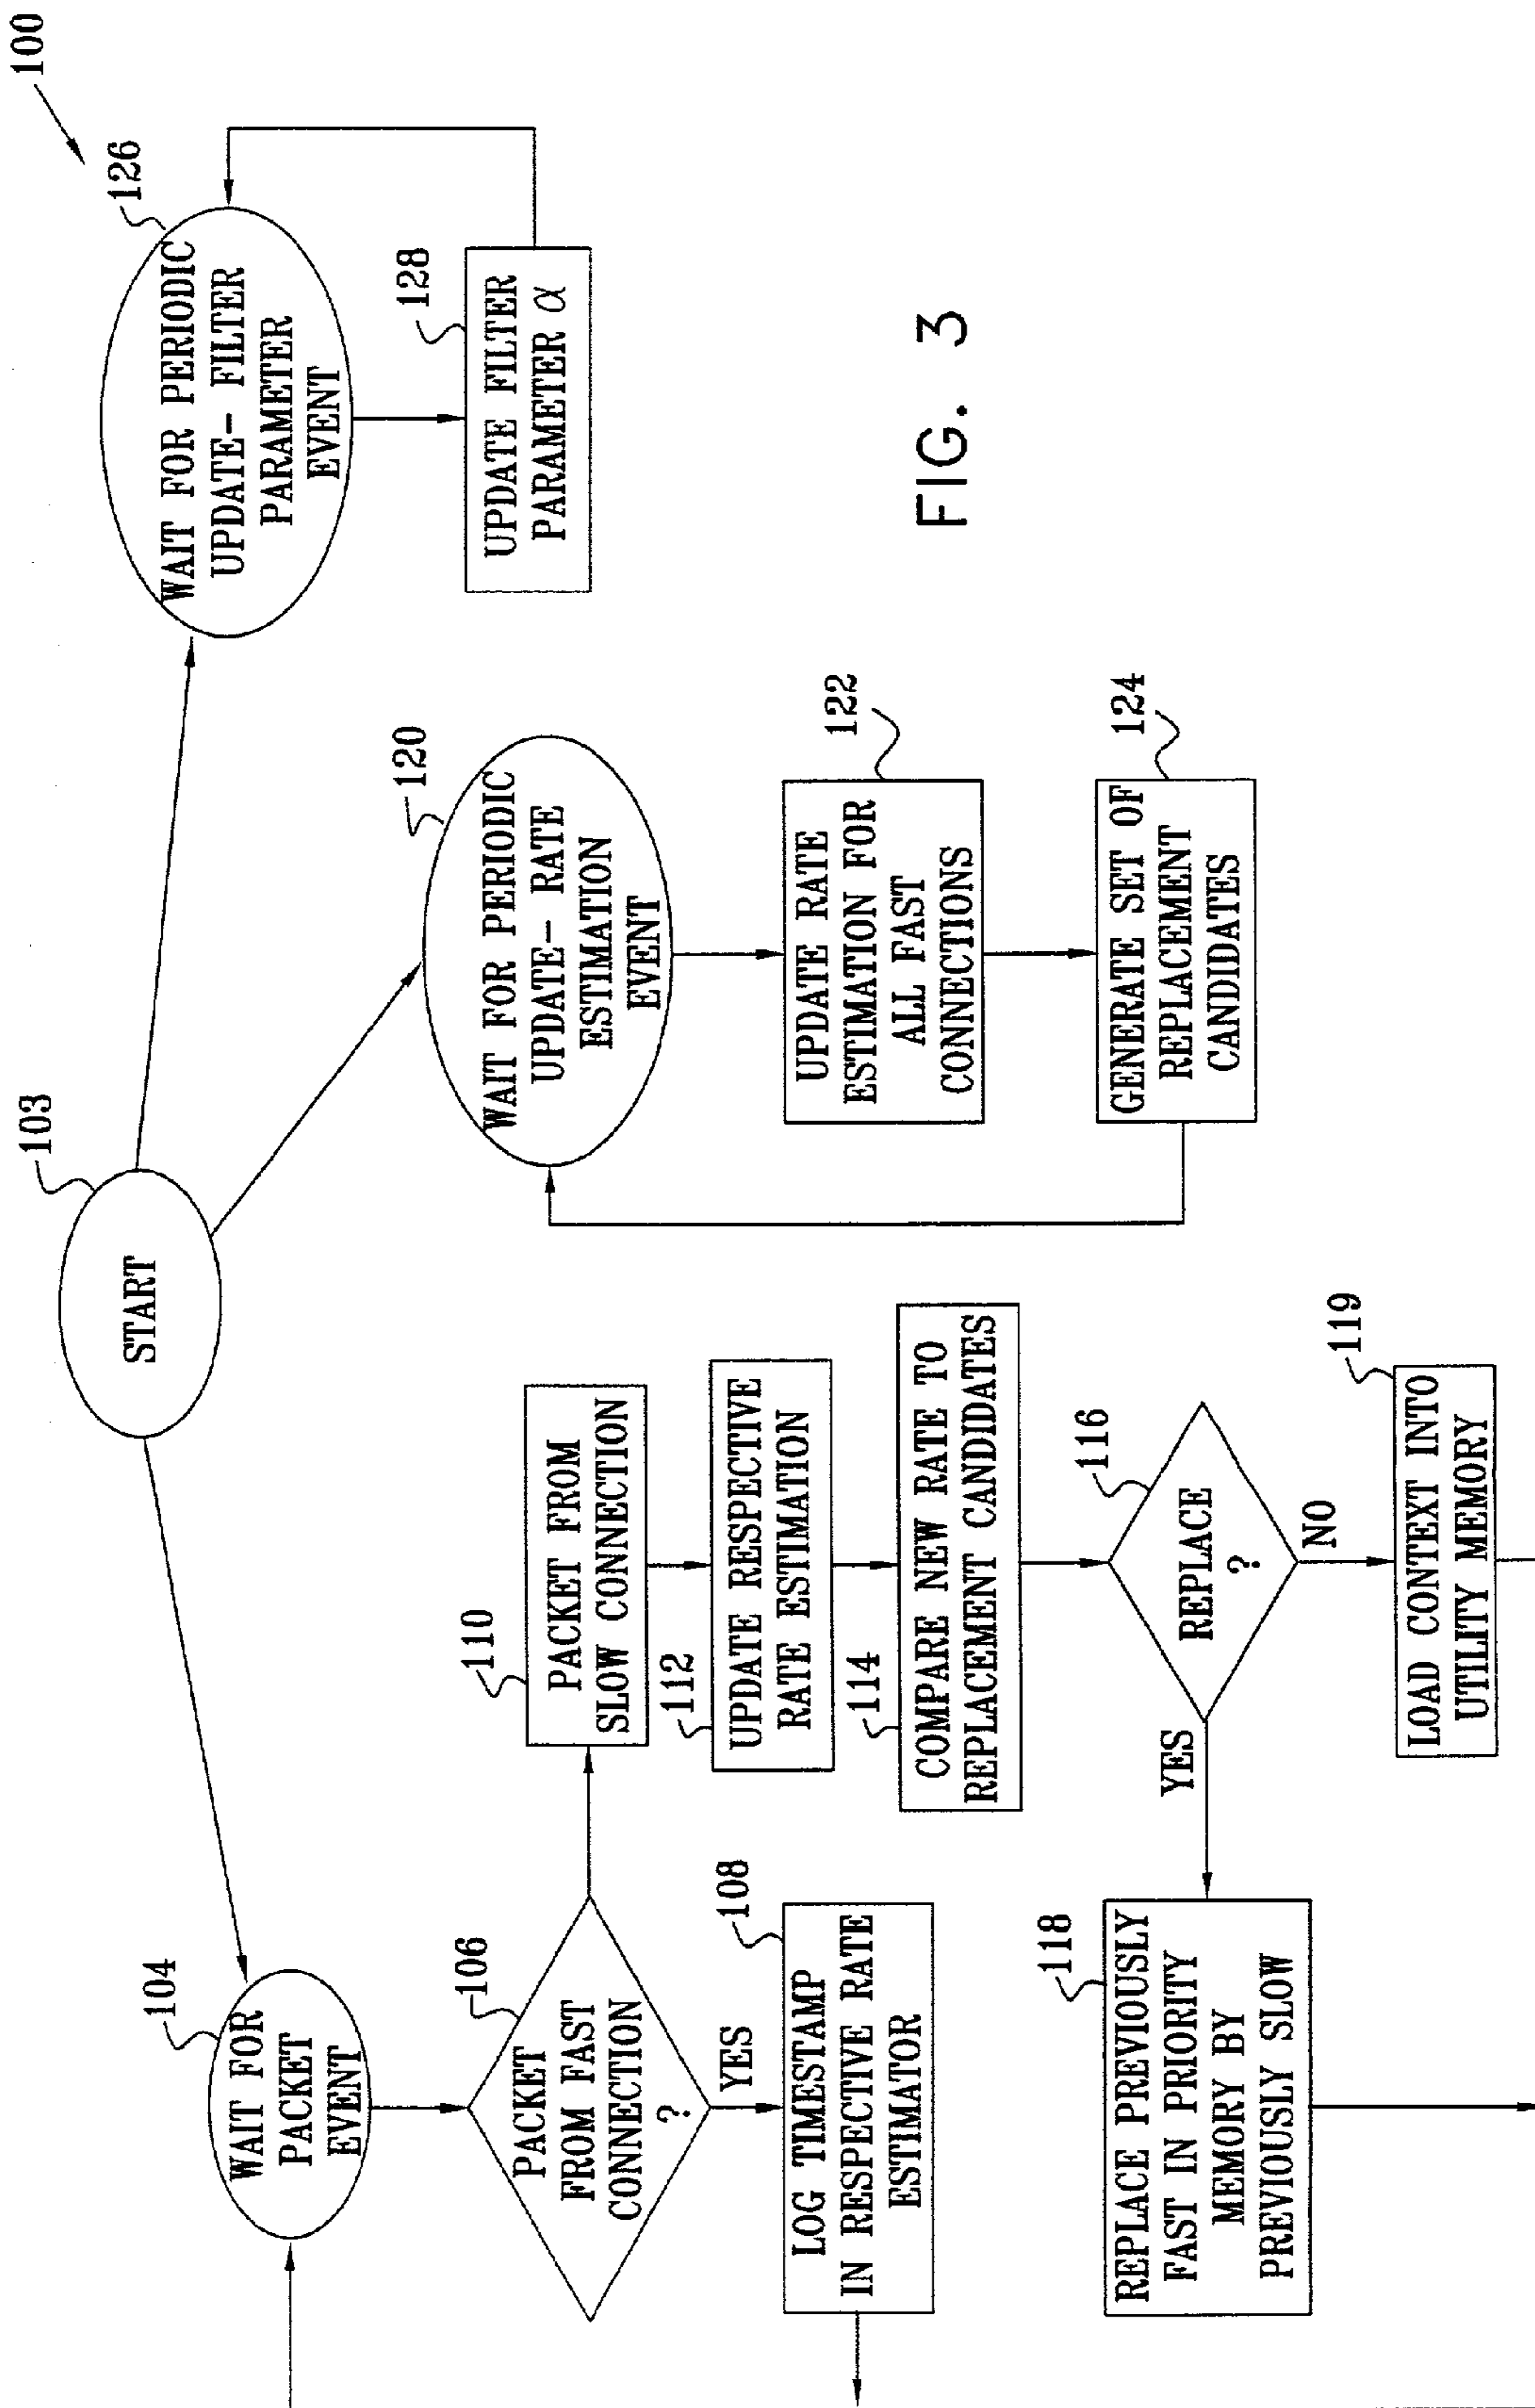 100
103
START
104
WAIT FOR
PACKET
EVENT
106
PACKET
FROM FAST
CONNECTION
?
YES
108
LOG TIMESTAMP
IN RESPECTIVE RATE
ESTIMATOR
110
PACKET FROM
SLOW CONNECTION
112
UPDATE RESPECTIVE
RATE ESTIMATION
114
COMPARE NEW RATE TO
REPLACEMENT CANDIDATES
116
REPLACE
?
YES
NO
118
REPLACE PREVIOUSLY
FAST IN PRIORITY
MEMORY BY
PREVIOUSLY SLOW
119
LOAD CONTEXT INTO
UTILITY MEMORY
120
WAIT FOR PERIODIC
UPDATE- RATE
ESTIMATION
EVENT
122
UPDATE RATE
ESTIMATION FOR
ALL FAST
CONNECTIONS
124
GENERATE SET OF
REPLACEMENT
CANDIDATES
126
WAIT FOR PERIODIC
UPDATE- FILTER
PARAMETER
EVENT
128
UPDATE FILTER
PARAMETER α
FIG. 3